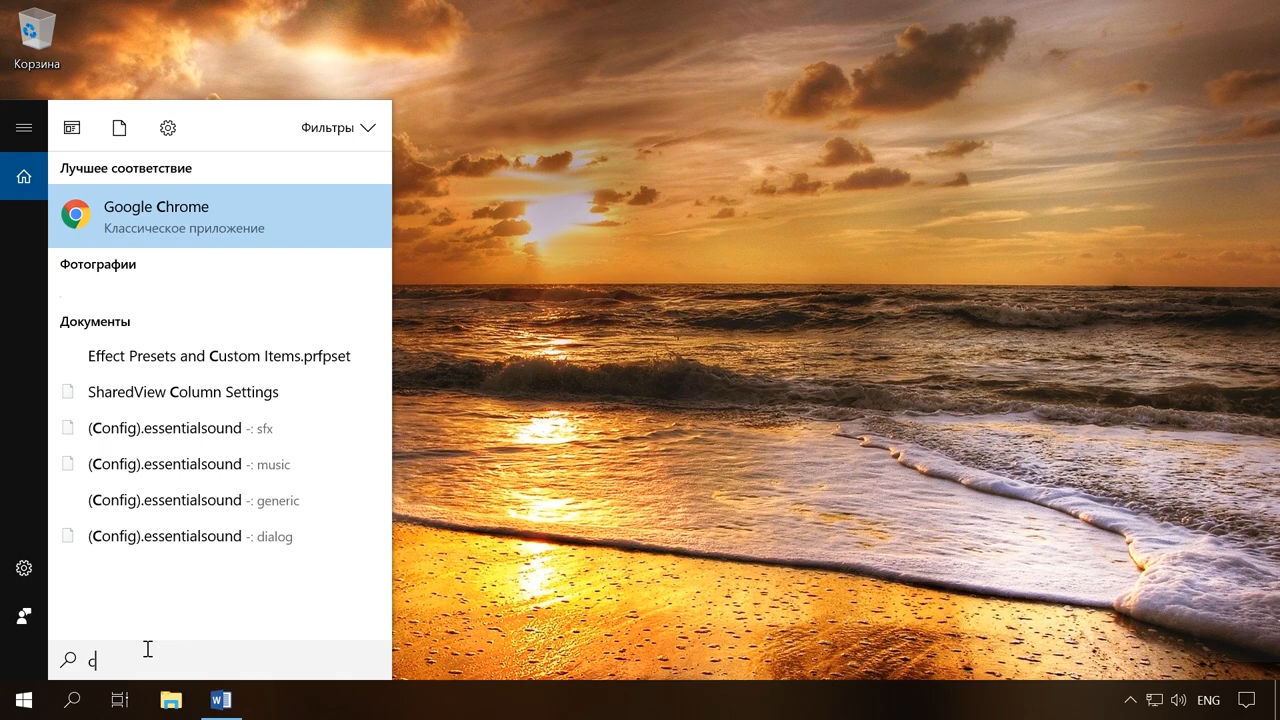 Корзина
Фильтры
Лучшее соответствие
Google Chrome
Классическое приложение
Фотографии
Документы
Effect Presets and Custom Items.prfpset
SharedView Column Settings
(Config).essentialsound -: sfx
(Config).essentialsound -: music
(Config).essentialsound -: generic
(Config).essentialsound -: dialog
c
W
ENG